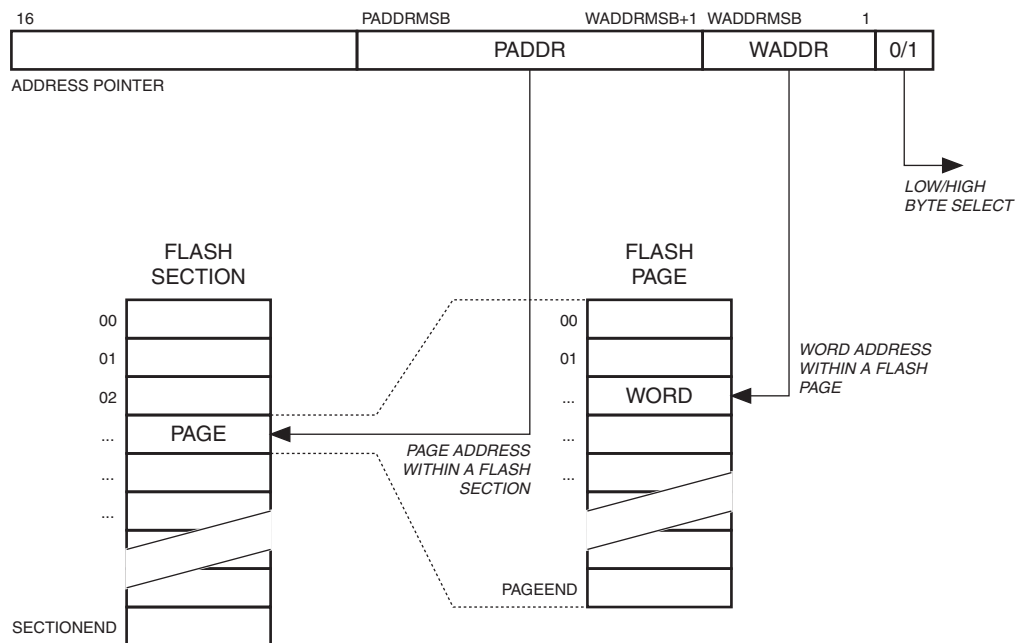 16 PADDRMSB WADDRMSB+1 WADDRMSB 1
PADDR WADDR 0/1
ADDRESS POINTER
LOW/HIGH
BYTE SELECT
FLASH
SECTION
FLASH
PAGE
00
01
02
...
PAGE
...
...
SECTIONEND
00
01
...
WORD
...
...
PAGEEND
WORD ADDRESS
WITHIN A FLASH
PAGE
PAGE ADDRESS
WITHIN A FLASH
SECTION